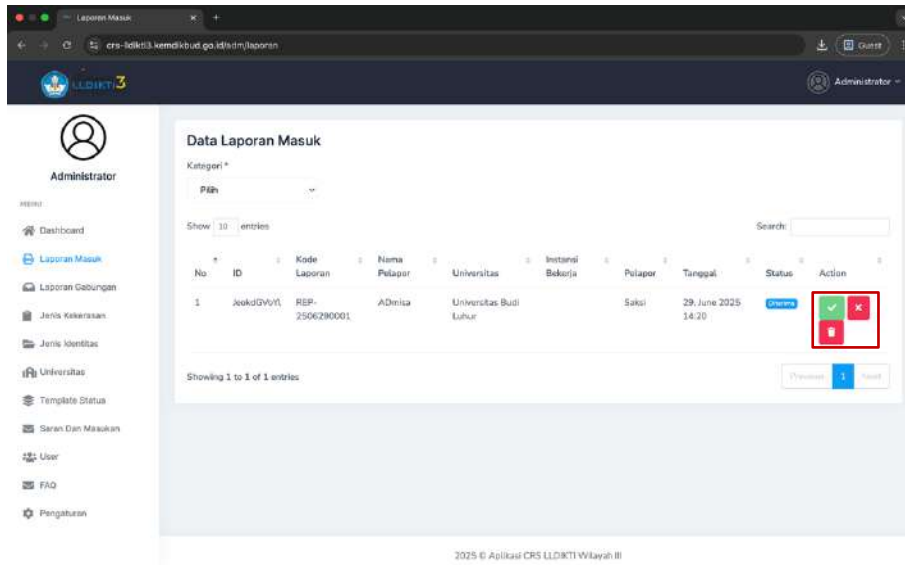 Laporan Masuk
crs-lldikti3.kemdikbud.go.id/adm/laporan
Guest
LLDIKTI 3
Administrator
Administrator
MENU
Dashboard
Laporan Masuk
Laporan Gabungan
Jenis Kekerasan
Jenis Identitas
Universitas
Template Status
Saran Dan Masukan
User
FAQ
Pengaturan
Data Laporan Masuk
Kategori *
Pilih
Show 10 entries
Search:
No ID Kode Laporan Nama Pelapor Universitas Instansi Bekerja Pelapor Tanggal Status Action
1 REP-2506290001 ADmisa Universitas Budi Luhur Saksi 29, June 2025 14:20 Diterima
Showing 1 to 1 of 1 entries
Previous 1 Next
2025 © Aplikasi CRS LLDIKTI Wilayah III